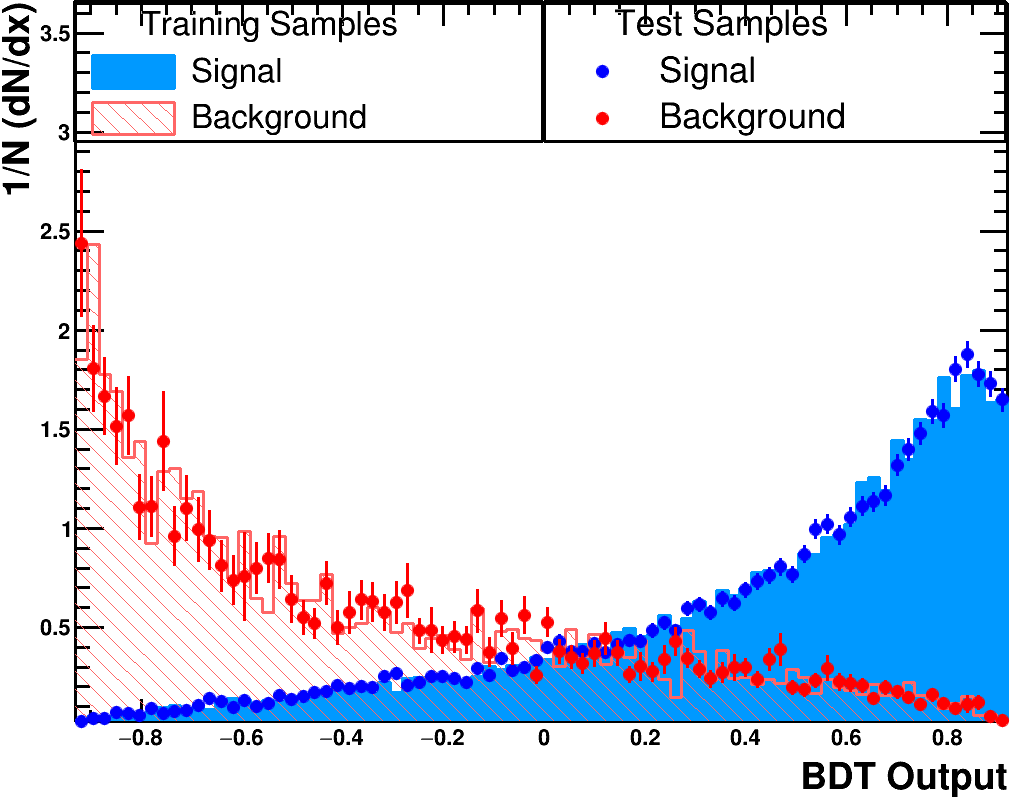 1/N (dN/dx)
Training Samples
Signal
Background
Test Samples
Signal
Background
3.5
3
2.5
2
1.5
1
0.5
−0.8 −0.6 −0.4 −0.2 0 0.2 0.4 0.6 0.8
BDT Output